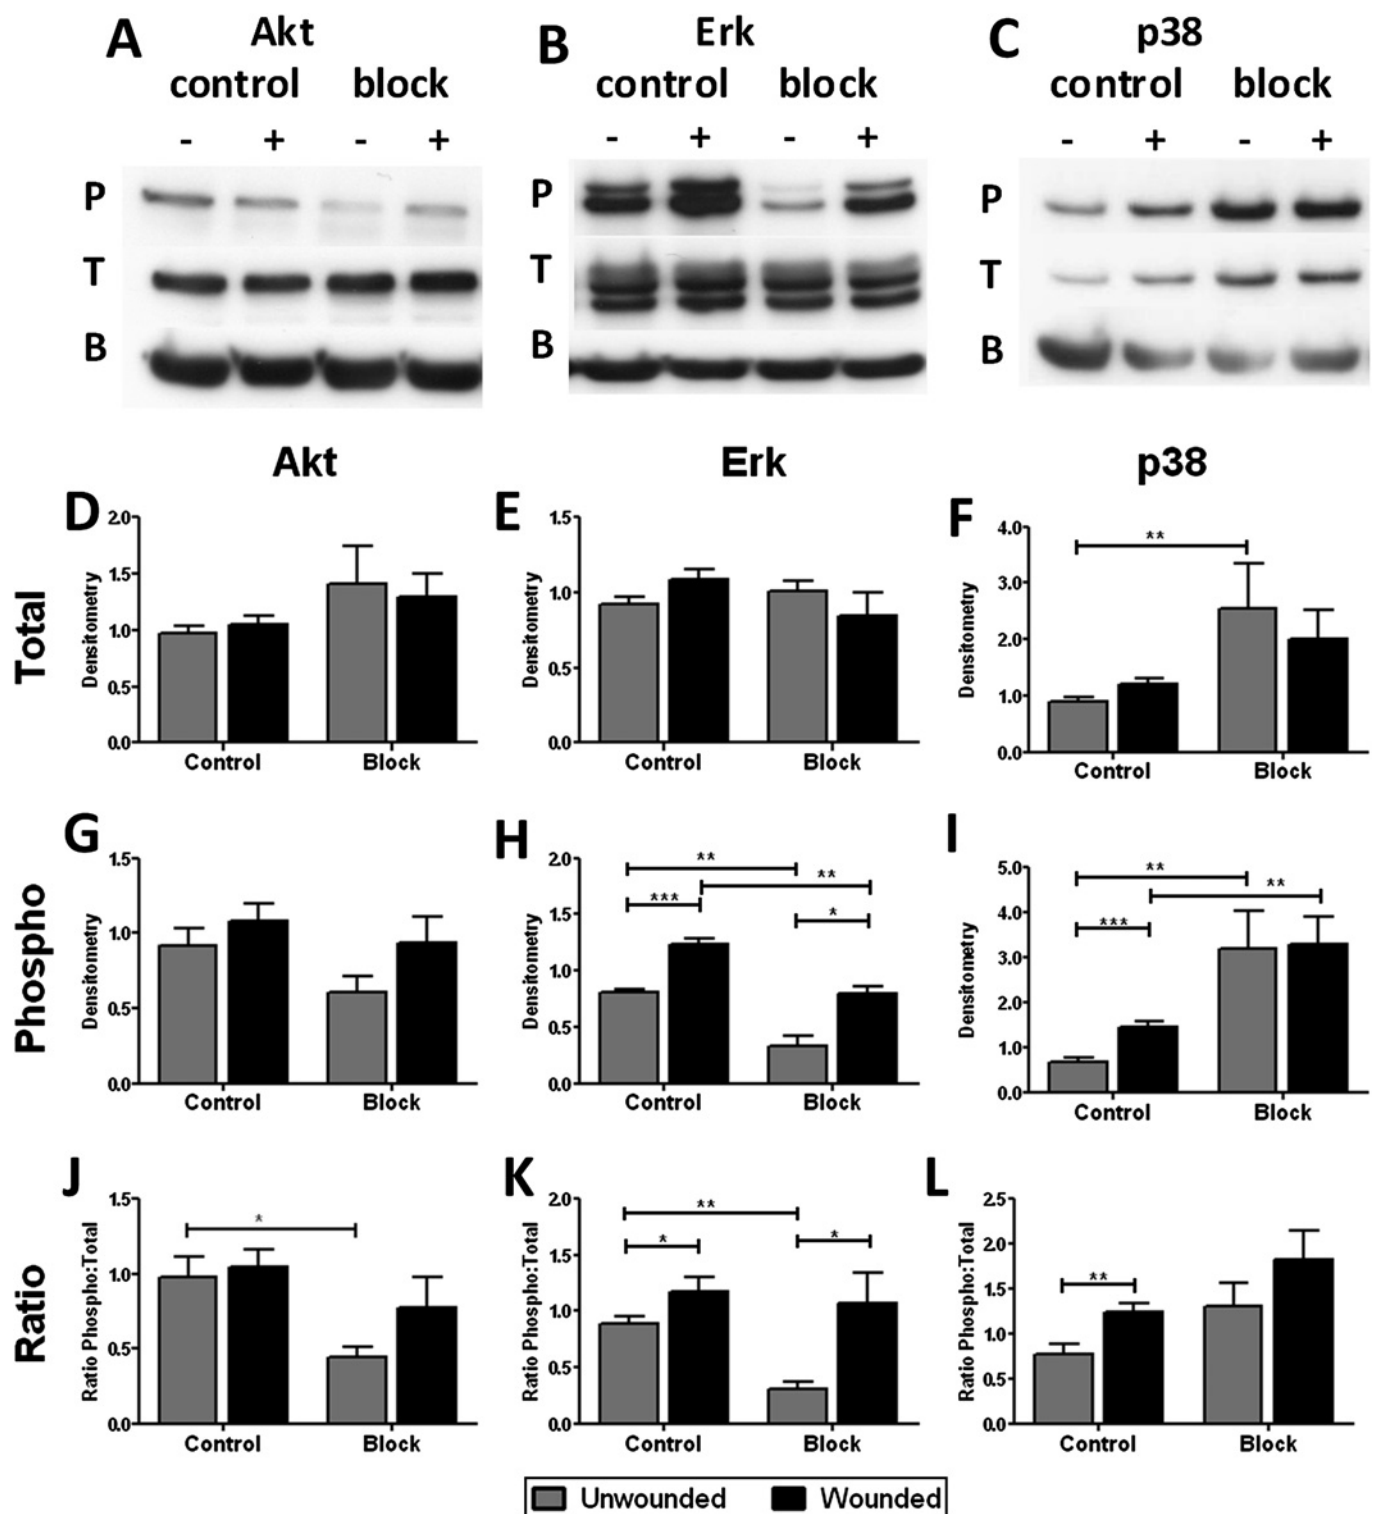 A Akt B Erk C p38
control block control block control block
- + - + - + - + - + - +
P P P
T T T
B B B
Akt Erk p38
Total
D
Densitometry
2.0
1.5
1.0
0.5
0.0
Control Block
E
Densitometry
1.5
1.0
0.5
0.0
Control Block
F
Densitometry
4.0
3.0
2.0
1.0
0.0
**
Control Block
Phospho
G
Densitometry
1.5
1.0
0.5
0.0
Control Block
H
Densitometry
2.0
1.5
1.0
0.5
0.0
**
**
***
*
Control Block
I
Densitometry
5.0
4.0
3.0
2.0
1.0
0.0
**
**
***
Control Block
Ratio
J
Ratio Phospho:Total
1.5
1.0
0.5
0.0
*
Control Block
K
Ratio Phospho:Total
2.0
1.5
1.0
0.5
0.0
**
*
*
Control Block
L
Ratio Phospho:Total
2.5
2.0
1.5
1.0
0.5
0.0
**
Control Block
Unwounded Wounded